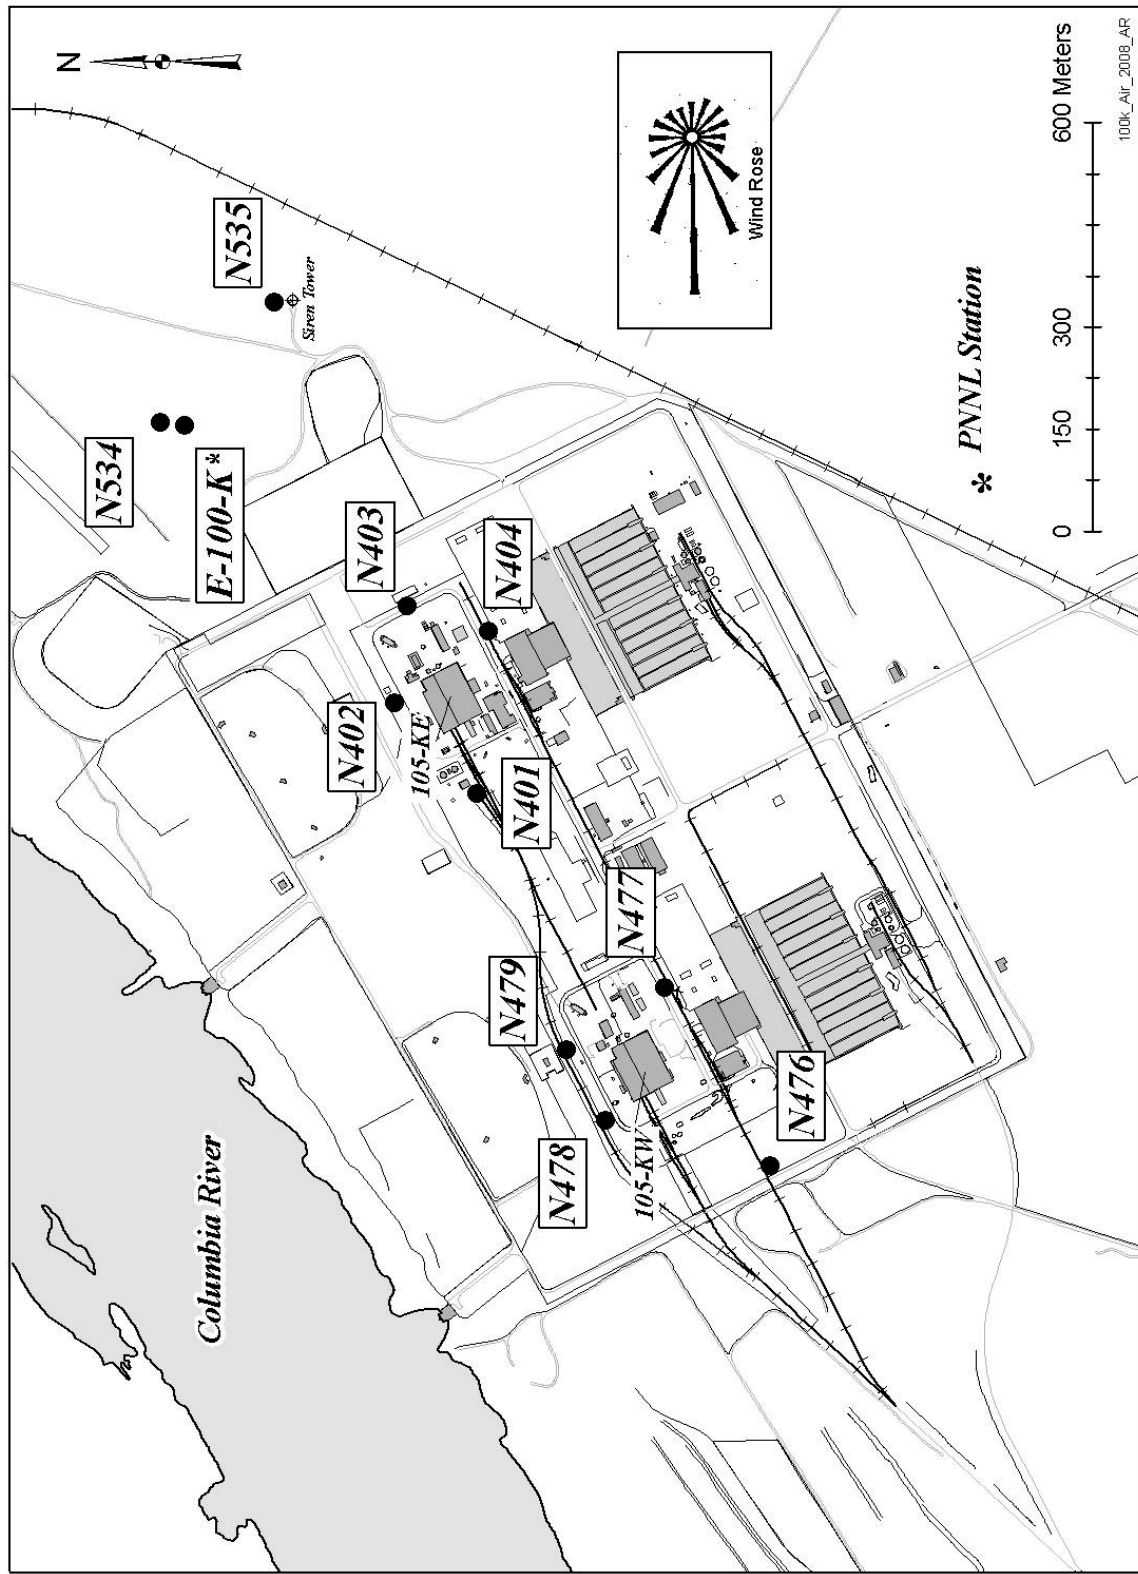 N
N534
E-100-K*
N535
Siren Tower
N403
N404
N402
105-KE
N401
N477
N479
N478
105-KW
N476
Columbia River
Wind Rose
* PNNL Station
0 150 300 600 Meters
100k_Air_2008_AR